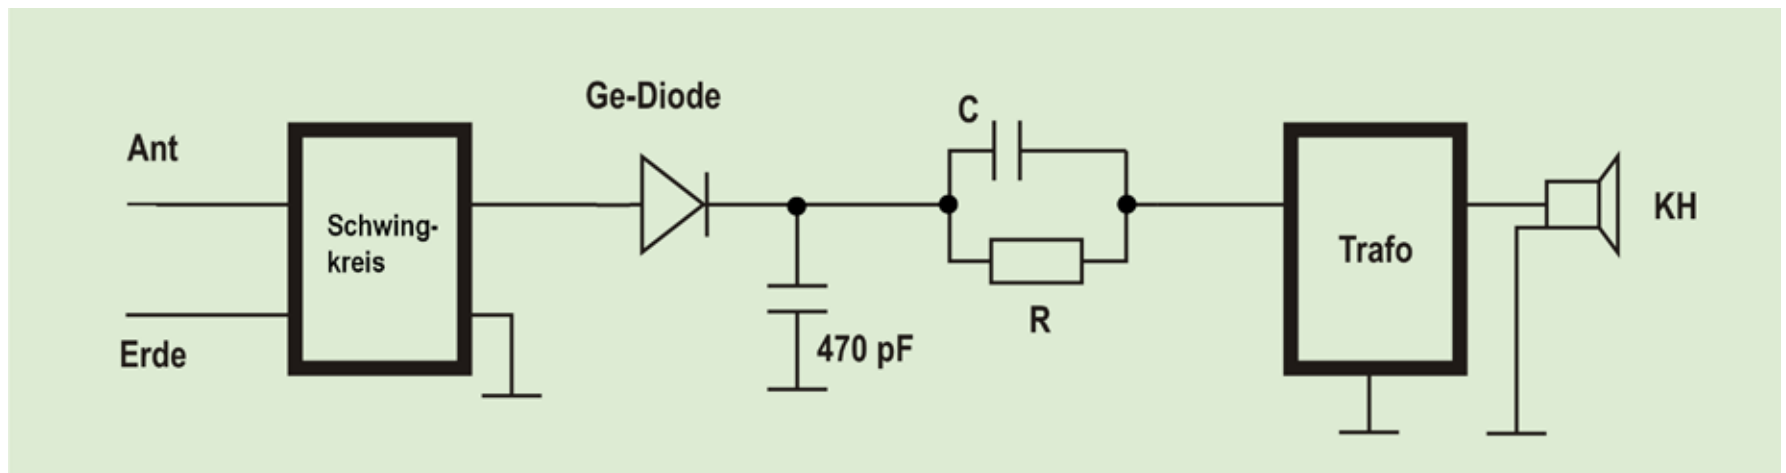 Ge-Diode
C
Ant
Schwing-
kreis
Trafo
KH
R
470 pF
Erde